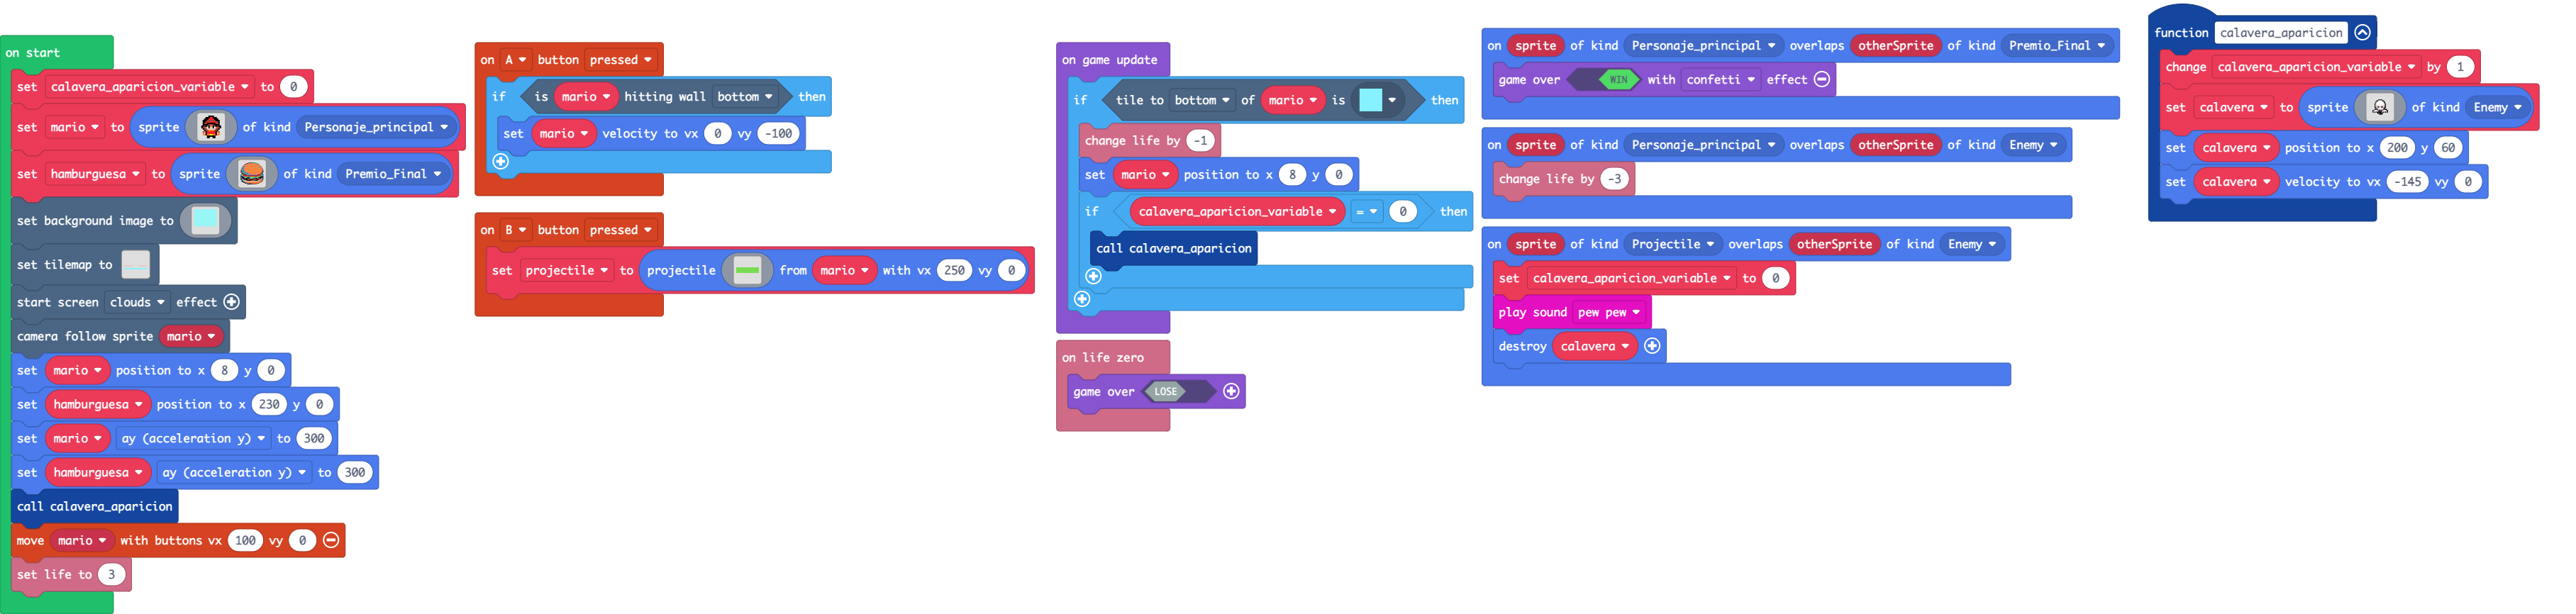 on start
set calavera_aparicion_variable to 0
set mario to sprite of kind Personaje_principal
set hamburguesa to sprite of kind Premio_Final
set background image to
set tilemap to
start screen clouds effect
camera follow sprite mario
set mario position to x 8 y 0
set hamburguesa position to x 230 y 0
set mario ay (acceleration y) to 300
set hamburguesa ay (acceleration y) to 300
call calavera_aparicion
move mario with buttons vx 100 vy 0
set life to 3
on A button pressed
if is mario hitting wall bottom then
set mario velocity to vx 0 vy -100
on B button pressed
set projectile to projectile from mario with vx 250 vy 0
on game update
if tile to bottom of mario is then
change life by -1
set mario position to x 8 y 0
if calavera_aparicion_variable = 0 then
call calavera_aparicion
on life zero
game over LOSE
on sprite of kind Personaje_principal overlaps otherSprite of kind Premio_Final
game over WIN with confetti effect
on sprite of kind Personaje_principal overlaps otherSprite of kind Enemy
change life by -3
on sprite of kind Projectile overlaps otherSprite of kind Enemy
set calavera_aparicion_variable to 0
play sound pew pew
destroy calavera
function calavera_aparicion
change calavera_aparicion_variable by 1
set calavera to sprite of kind Enemy
set calavera position to x 200 y 60
set calavera velocity to vx -145 vy 0